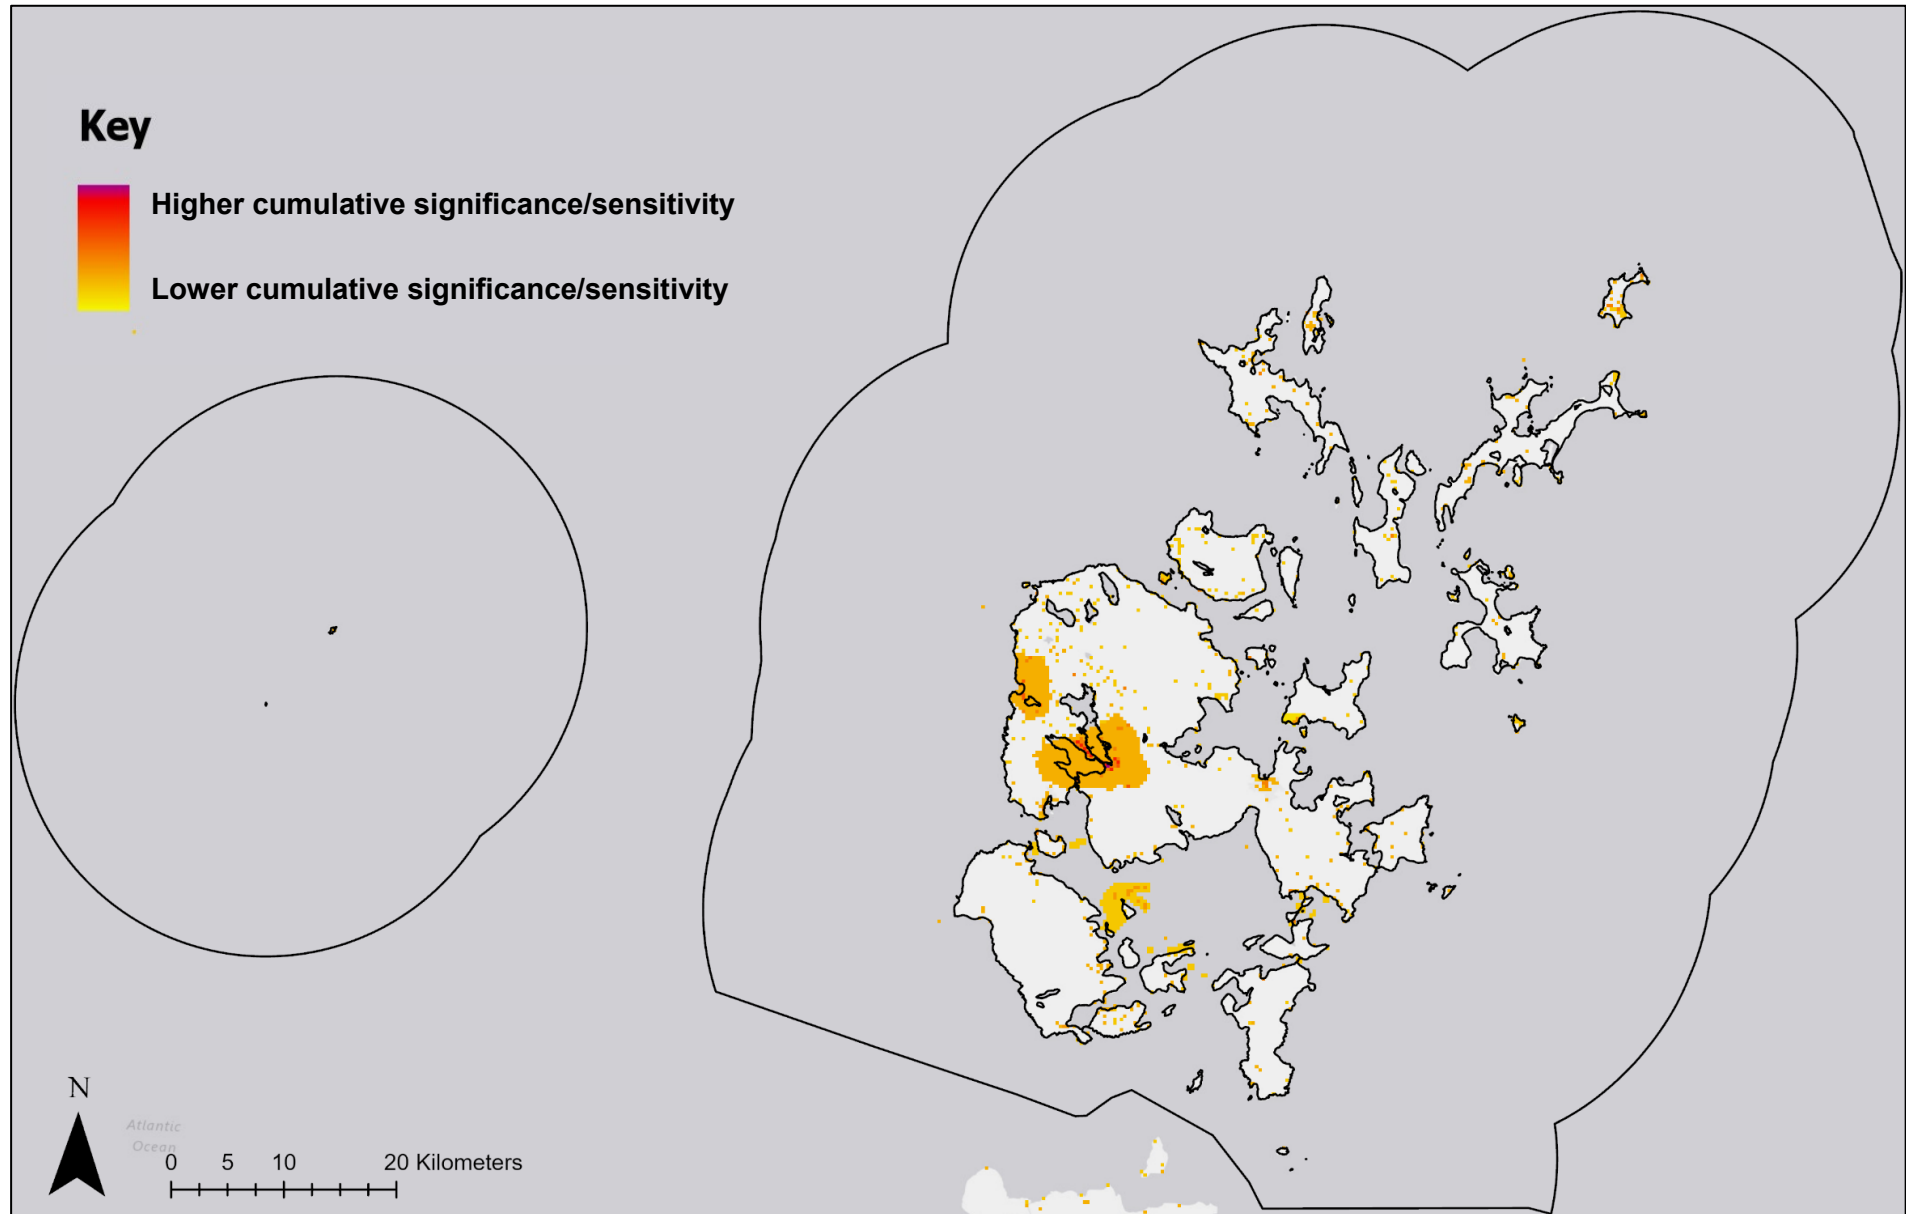 Key
Higher cumulative significance/sensitivity
Lower cumulative significance/sensitivity
N
Atlantic
Ocean
0 5 10 20 Kilometers